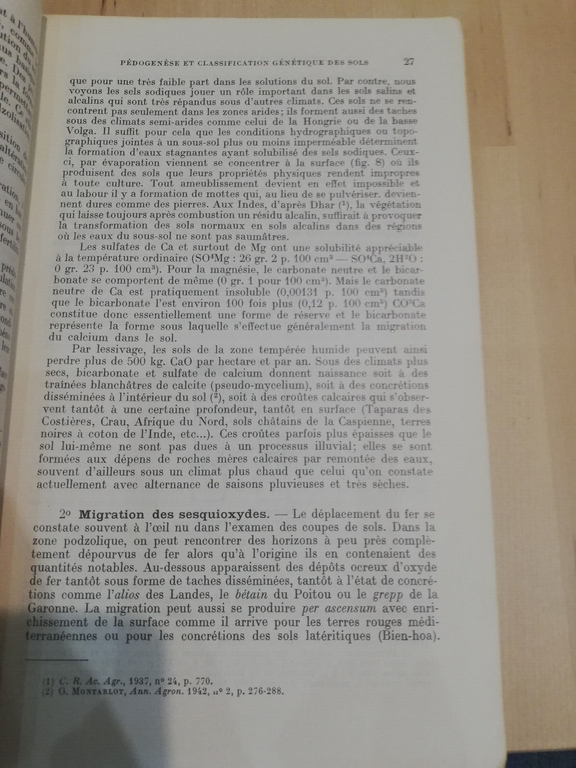 PÉDOGENÈSE ET CLASSIFICATION GÉNÉTIQUE DES SOLS 27
que pour une très faible part dans les solutions du sol. Par contre, nous
voyons les sels sodiques jouer un rôle important dans les sols salins et
alcalins qui sont très répandus sous d'autres climats. Ces sols ne se ren-
contrent pas seulement dans les zones arides; ils forment aussi des taches
sous des climats semi-arides comme celui de la Hongrie ou de la basse
Volga. Il suffit pour cela que les conditions hydrographiques ou topo-
graphiques jointes à un sous-sol plus ou moins imperméable déterminent
la formation d'eaux stagnantes ayant solubilisé des sels sodiques. Ceux-
ci, par évaporation viennent se concentrer à la surface (fig. 8) où ils
produisent des sols que leurs propriétés physiques rendent impropres
à toute culture. Tout ameublissement devient en effet impossible et
au labour il y a formation de mottes qui, au lieu de se pulvériser, devien-
nent dures comme des pierres. Aux Indes, d'après Dhar (¹), la végétation
qui laisse toujours après combustion un résidu alcalin, suffirait à provoquer
la transformation des sols normaux en sols alcalins dans des régions
où les eaux du sous-sol ne sont pas saumâtres.
Les sulfates de Ca et surtout de Mg ont une solubilité appréciable
à la température ordinaire (SO⁴Mg : 26 gr. 2 p. 100 cm³ — SO⁴Ca, 2H²O :
0 gr. 23 p. 100 cm³). Pour la magnésie, le carbonate neutre et le bicar-
bonate se comportent de même (0 gr. 1 pour 100 cm³). Mais le carbonate
neutre de Ca est pratiquement insoluble (0,00131 p. 100 cm³) tandis
que le bicarbonate l'est environ 100 fois plus (0,12 p. 100 cm³) CO³Ca
constitue donc essentiellement une forme de réserve et le bicarbonate
représente la forme sous laquelle s'effectue généralement la migration
du calcium dans le sol.
Par lessivage, les sols de la zone tempérée humide peuvent ainsi
perdre plus de 500 kg. CaO par hectare et par an. Sous des climats plus
secs, bicarbonate et sulfate de calcium donnent naissance soit à des
traînées blanchâtres de calcite (pseudo-mycelium), soit à des concrétions
disséminées à l'intérieur du sol (²), soit à des croûtes calcaires qui s'obser-
vent tantôt à une certaine profondeur, tantôt en surface (Taparas des
Costières, Crau, Afrique du Nord, sols châtains de la Caspienne, terres
noires à coton de l'Inde, etc...). Ces croûtes parfois plus épaisses que le
sol lui-même ne sont pas dues à un processus illuvial; elles se sont
formées aux dépens de roches mères calcaires par remontée des eaux,
souvent d'ailleurs sous un climat plus chaud que celui qu'on constate
actuellement avec alternance de saisons pluvieuses et très sèches.
2º Migration des sesquioxydes. — Le déplacement du fer se
constate souvent à l'œil nu dans l'examen des coupes de sols. Dans la
zone podzolique, on peut rencontrer des horizons à peu près complè-
tement dépourvus de fer alors qu'à l'origine ils en contenaient des
quantités notables. Au-dessous apparaissent des dépôts ocreux d'oxyde
de fer tantôt sous forme de taches disséminées, tantôt à l'état de concré-
tions comme l'alios des Landes, le bétain du Poitou ou le grepp de la
Garonne. La migration peut aussi se produire per ascensum avec enri-
chissement de la surface comme il arrive pour les terres rouges médi-
terranéennes ou pour les concrétions des sols latéritiques (Bien-hoa).
(1) C. R. Ac. Agr., 1937, nº 24, p. 770.
(2) G. MONTARLOT, Ann. Agron. 1942, nº 2, p. 276-288.